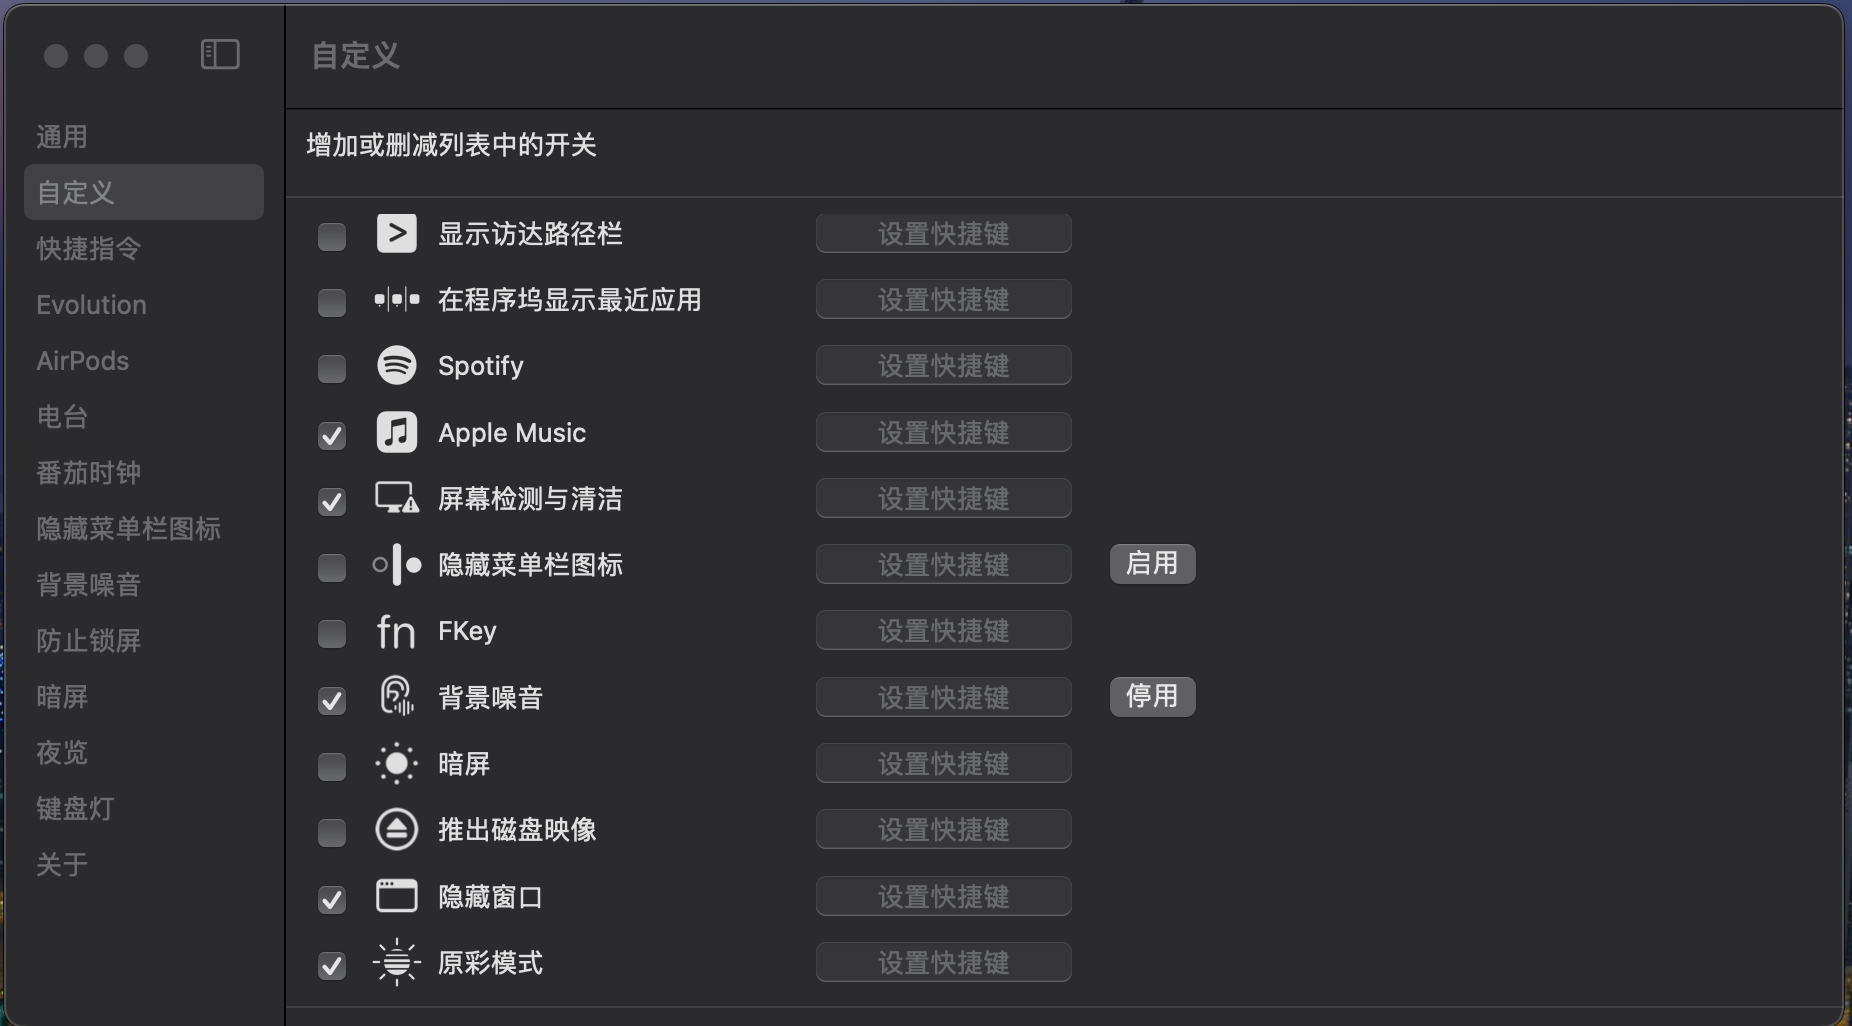 自定义
通用
自定义
快捷指令
Evolution
AirPods
电台
番茄时钟
隐藏菜单栏图标
背景噪音
防止锁屏
暗屏
夜览
键盘灯
关于
增加或删减列表中的开关
显示访达路径栏 设置快捷键
在程序坞显示最近应用 设置快捷键
Spotify 设置快捷键
Apple Music 设置快捷键
屏幕检测与清洁 设置快捷键
隐藏菜单栏图标 设置快捷键 启用
fn FKey 设置快捷键
背景噪音 设置快捷键 停用
暗屏 设置快捷键
推出磁盘映像 设置快捷键
隐藏窗口 设置快捷键
原彩模式 设置快捷键